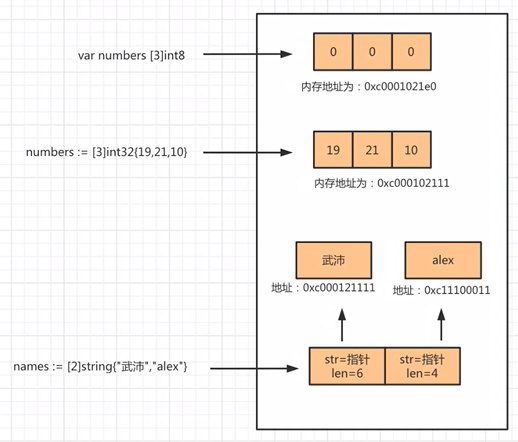 var numbers [3]int8
0 0 0
内存地址为：0xc0001021e0
numbers := [3]int32{19,21,10}
19 21 10
内存地址为：0xc000102111
武沛 alex
地址：0xc000121111 地址：0xc11100011
names := [2]string{"武沛","alex"}
str=指针 str=指针
len=6 len=4